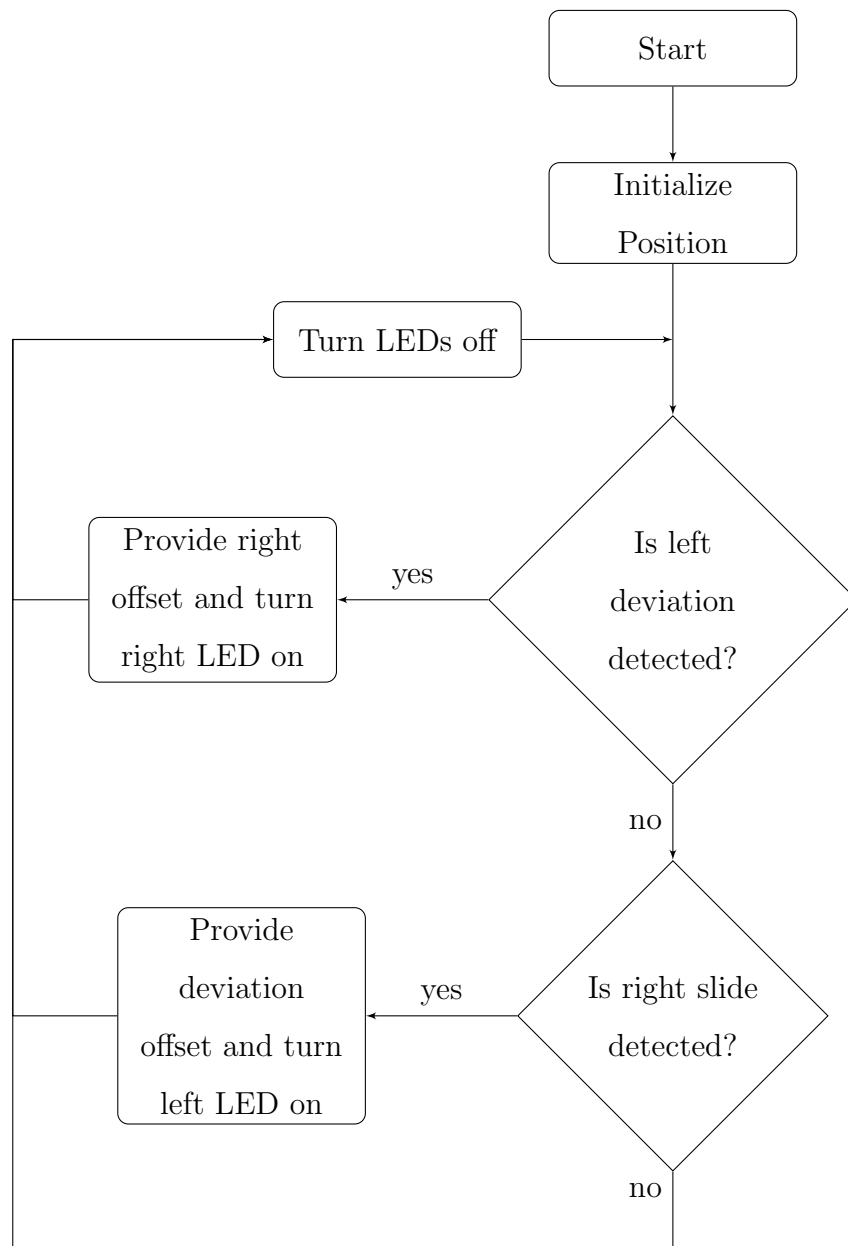 Start
Initialize
Position
Turn LEDs off
Is left
deviation
detected?
yes
Provide right
offset and turn
right LED on
no
Is right slide
detected?
yes
Provide
deviation
offset and turn
left LED on
no